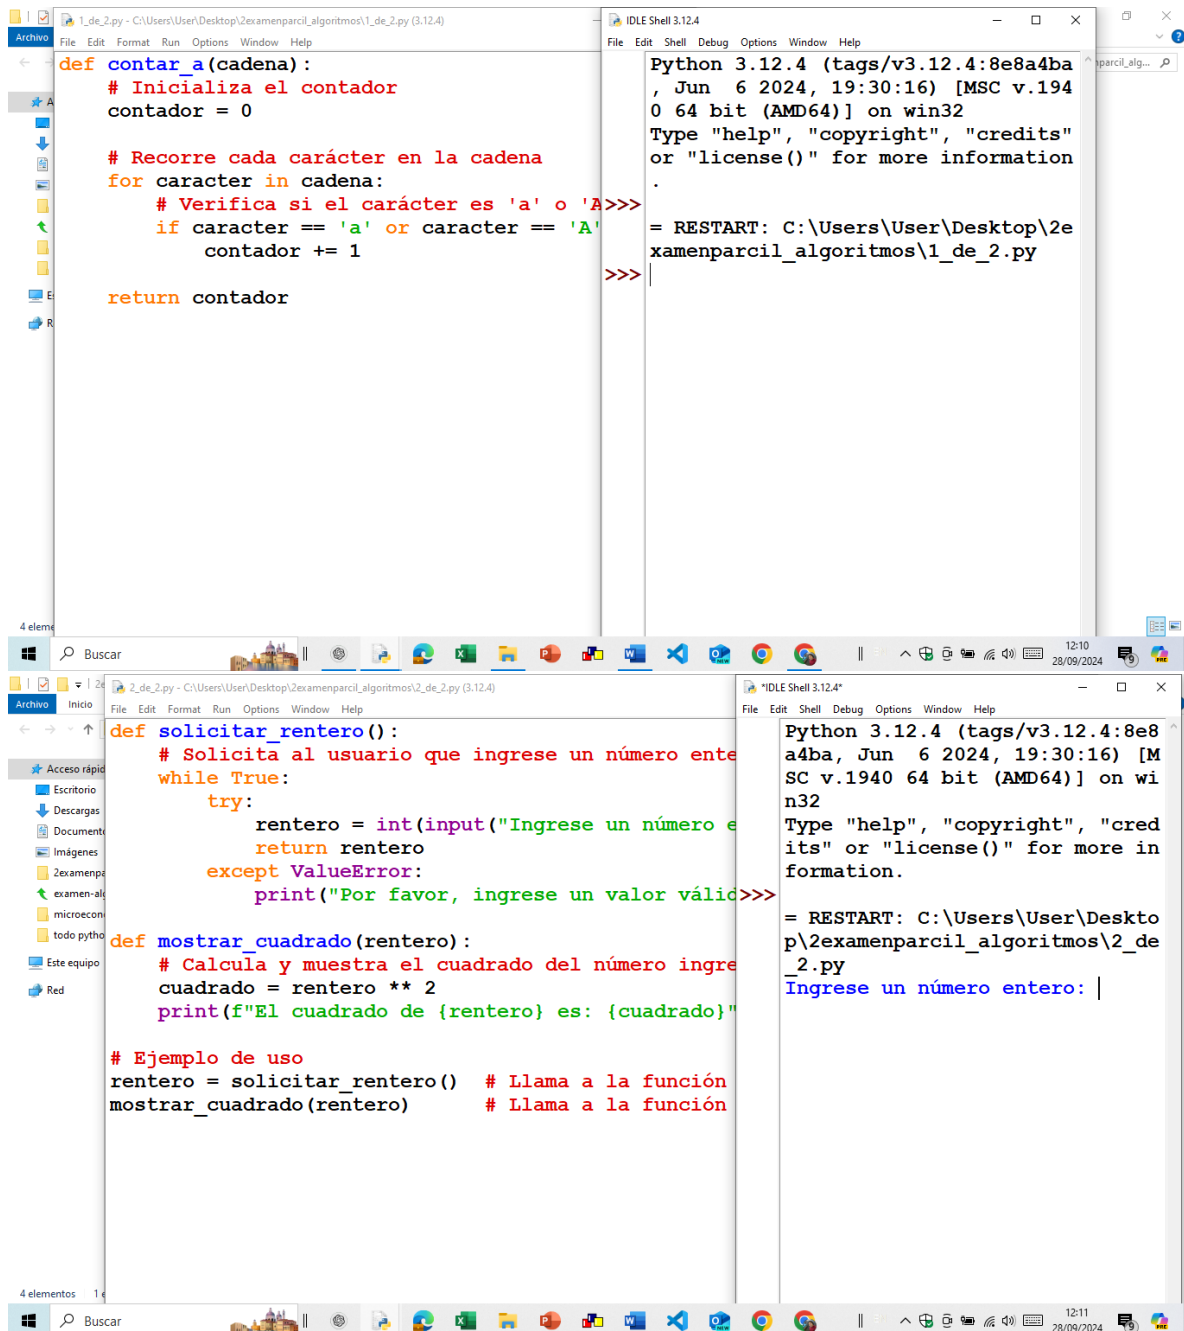 1_de_2.py - C:\Users\User\Desktop\2examenparcil_algoritmos\1_de_2.py (3.12.4)
File Edit Format Run Options Window Help
Archivo
def contar_a(cadena):
    # Inicializa el contador
    contador = 0
    # Recorre cada carácter en la cadena
    for caracter in cadena:
        # Verifica si el carácter es 'a' o 'A
        if caracter == 'a' or caracter == 'A'
            contador += 1
    return contador
4 eleme
IDLE Shell 3.12.4
File Edit Shell Debug Options Window Help
Python 3.12.4 (tags/v3.12.4:8e8a4ba
, Jun  6 2024, 19:30:16) [MSC v.194
0 64 bit (AMD64)] on win32
Type "help", "copyright", "credits"
or "license()" for more information
.
>>>
= RESTART: C:\Users\User\Desktop\2e
xamenparcil_algoritmos\1_de_2.py
>>>
nparcil_alg...
Buscar
12:10
28/09/2024
2_de_2.py - C:\Users\User\Desktop\2examenparcil_algoritmos\2_de_2.py (3.12.4)
File Edit Format Run Options Window Help
Archivo Inicio
Acceso rápid
Escritorio
Descargas
Documento
Imágenes
2examenpa
examen-alg
microecon
todo pytho
Este equipo
Red
4 elementos
def solicitar_rentero():
    # Solicita al usuario que ingrese un número ente
    while True:
        try:
            rentero = int(input("Ingrese un número e
            return rentero
        except ValueError:
            print("Por favor, ingrese un valor válid
def mostrar_cuadrado(rentero):
    # Calcula y muestra el cuadrado del número ingre
    cuadrado = rentero ** 2
    print(f"El cuadrado de {rentero} es: {cuadrado}"
# Ejemplo de uso
rentero = solicitar_rentero()  # Llama a la función
mostrar_cuadrado(rentero)      # Llama a la función
*IDLE Shell 3.12.4*
File Edit Shell Debug Options Window Help
Python 3.12.4 (tags/v3.12.4:8e8
a4ba, Jun  6 2024, 19:30:16) [M
SC v.1940 64 bit (AMD64)] on wi
n32
Type "help", "copyright", "cred
its" or "license()" for more in
formation.
>>>
= RESTART: C:\Users\User\Deskto
p\2examenparcil_algoritmos\2_de
_2.py
Ingrese un número entero:
Buscar
12:11
28/09/2024